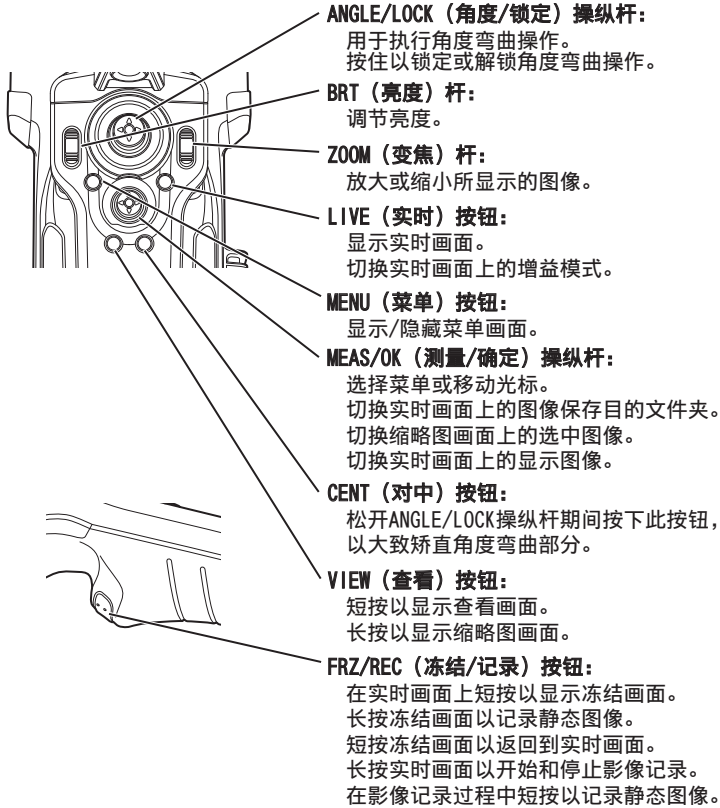 ANGLE/LOCK（角度/锁定）操纵杆：
用于执行角度弯曲操作。
按住以锁定或解锁角度弯曲操作。
BRT（亮度）杆：
调节亮度。
ZOOM（变焦）杆：
放大或缩小所显示的图像。
LIVE（实时）按钮：
显示实时画面。
切换实时画面上的增益模式。
MENU（菜单）按钮：
显示/隐藏菜单画面。
MEAS/OK（测量/确定）操纵杆：
选择菜单或移动光标。
切换实时画面上的图像保存目的文件夹。
切换缩略图画面上的选中图像。
切换实时画面上的显示图像。
CENT（对中）按钮：
松开ANGLE/LOCK操纵杆期间按下此按钮，
以大致矫直角度弯曲部分。
VIEW（查看）按钮：
短按以显示查看画面。
长按以显示缩略图画面。
FRZ/REC（冻结/记录）按钮：
在实时画面上短按以显示冻结画面。
长按冻结画面以记录静态图像。
短按冻结画面以返回到实时画面。
长按实时画面以开始和停止影像记录。
在影像记录过程中短按以记录静态图像。